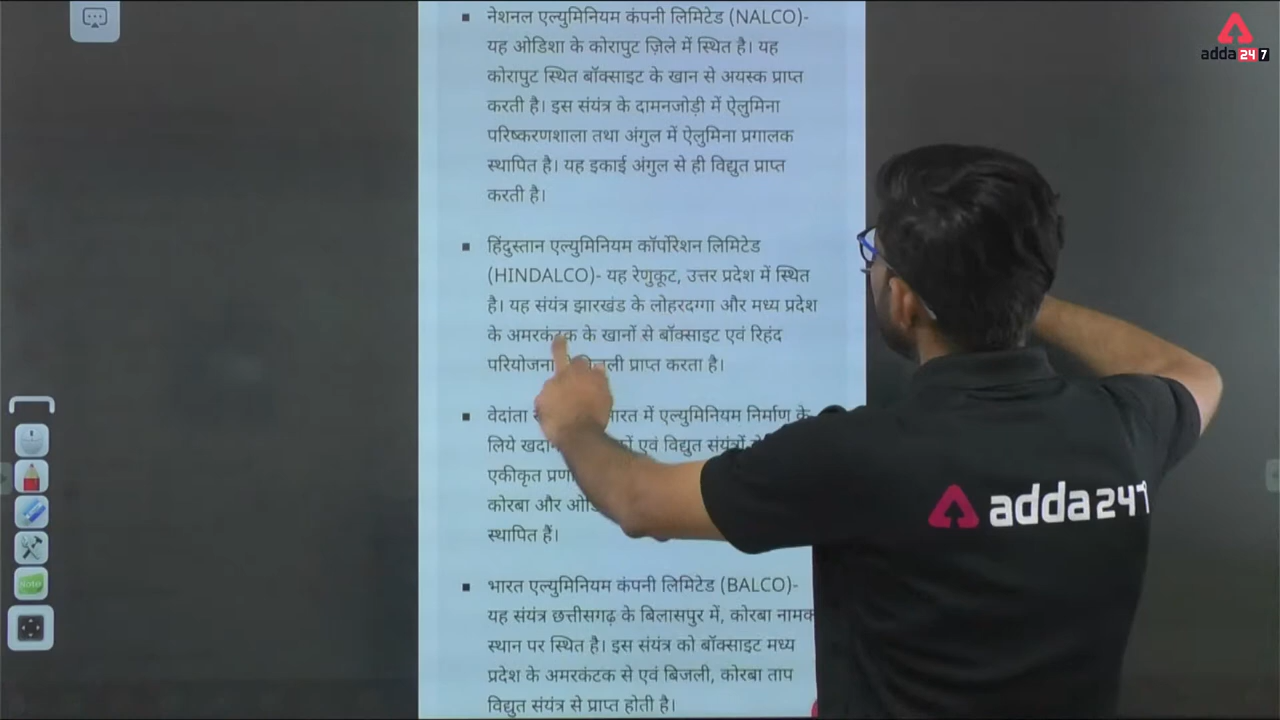 नेशनल एल्युमिनियम कंपनी लिमिटेड (NALCO)-
यह ओडिशा के कोरापुट ज़िले में स्थित है। यह
कोरापुट स्थित बॉक्साइट के खान से अयस्क प्राप्त
करती है। इस संयंत्र के दामनजोड़ी में ऐलुमिना
परिष्करणशाला तथा अंगुल में ऐलुमिना प्रगालक
स्थापित है। यह इकाई अंगुल से ही विद्युत प्राप्त
करती है।
हिंदुस्तान एल्युमिनियम कॉर्पोरेशन लिमिटेड
(HINDALCO)- यह रेणुकूट, उत्तर प्रदेश में स्थित
है। यह संयंत्र झारखंड के लोहरदग्गा और मध्य प्रदेश
के अमरकंटक के खानों से बॉक्साइट एवं रिहंद
परियोजना प्राप्त करता है।
वेदांता में एल्युमिनियम निर्माण के
लिये एवं विद्युत
एकीकृत
कोरबा और
स्थापित हैं।
भारत एल्युमिनियम कंपनी लिमिटेड (BALCO)-
यह संयंत्र छत्तीसगढ़ के बिलासपुर में, कोरबा नामक
स्थान पर स्थित है। इस संयंत्र को बॉक्साइट मध्य
प्रदेश के अमरकंटक से एवं बिजली, कोरबा ताप
विद्युत संयंत्र से प्राप्त होती है।
adda 24 7
adda 247